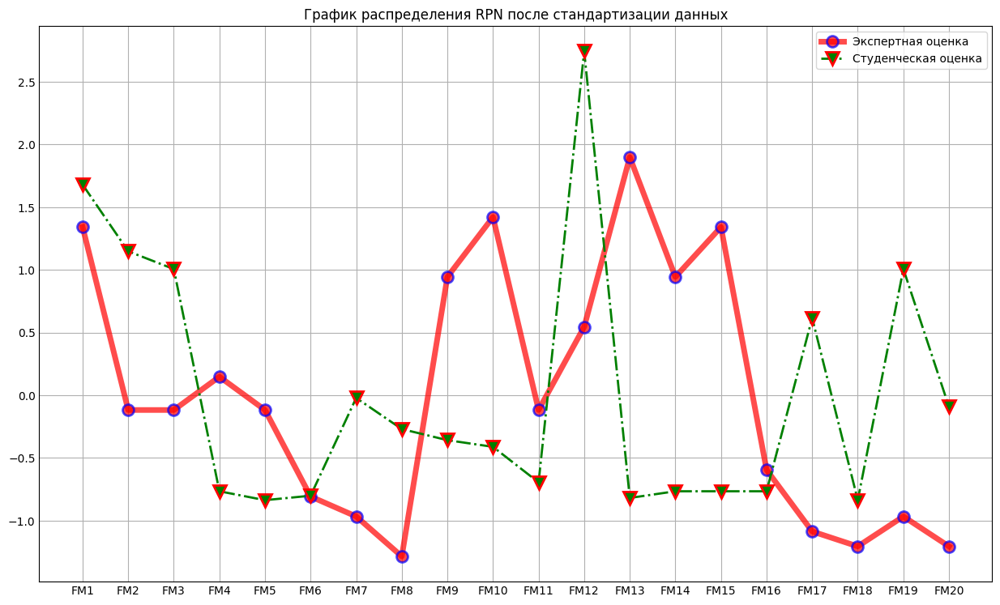 График распределения RPN после стандартизации данных
Экспертная оценка
Студенческая оценка
2.5
2.0
1.5
1.0
0.5
0.0
−0.5
−1.0
FM1 FM2 FM3 FM4 FM5 FM6 FM7 FM8 FM9 FM10 FM11 FM12 FM13 FM14 FM15 FM16 FM17 FM18 FM19 FM20